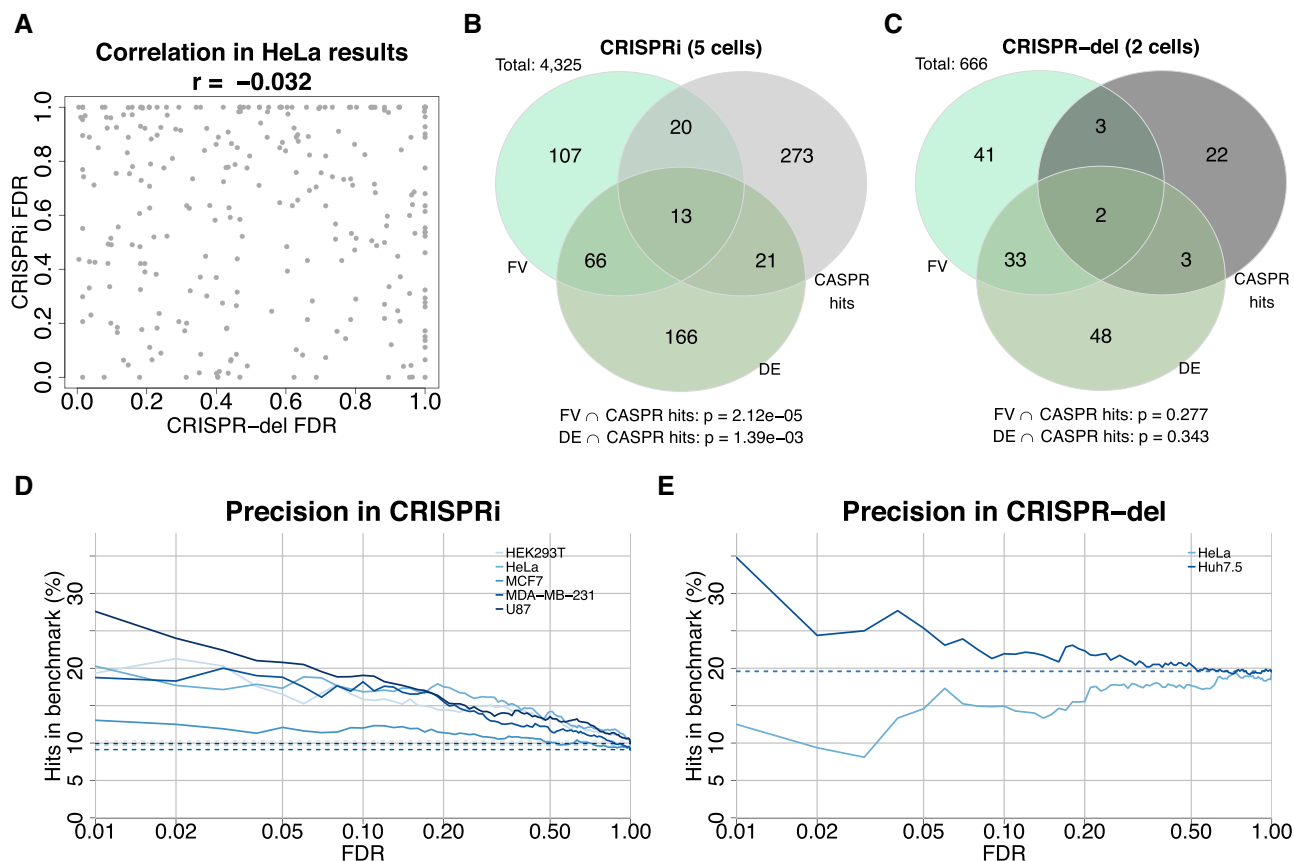 A
Correlation in HeLa results
r = −0.032
CRISPRi FDR
1.0
0.8
0.6
0.4
0.2
0.0
0.0 0.2 0.4 0.6 0.8 1.0
CRISPR−del FDR
B
CRISPRi (5 cells)
Total: 4,325
107
20
273
13
66
21
166
FV
CASPR
hits
DE
FV ∩ CASPR hits: p = 2.12e−05
DE ∩ CASPR hits: p = 1.39e−03
C
CRISPR−del (2 cells)
Total: 666
41
3
22
2
33
3
48
FV
CASPR
hits
DE
FV ∩ CASPR hits: p = 0.277
DE ∩ CASPR hits: p = 0.343
D
Precision in CRISPRi
Hits in benchmark (%)
30
20
10
5
0
HEK293T
HeLa
MCF7
MDA−MB−231
U87
0.01 0.02 0.05 0.10 0.20 0.50 1.00
FDR
E
Precision in CRISPR−del
Hits in benchmark (%)
30
20
10
5
0
HeLa
Huh7.5
0.01 0.02 0.05 0.10 0.20 0.50 1.00
FDR